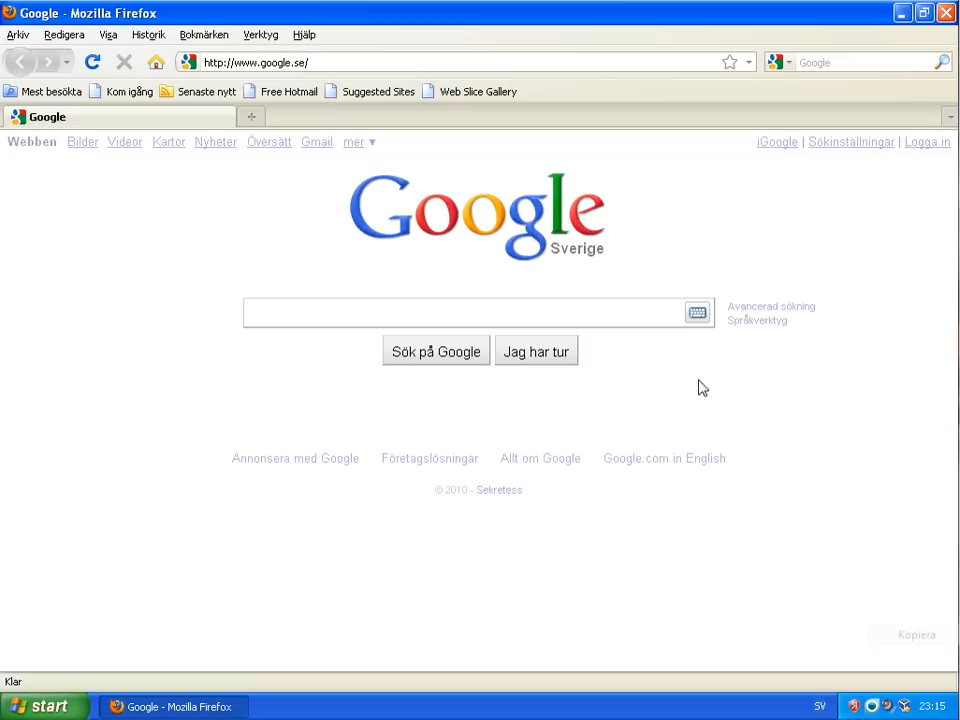 Google - Mozilla Firefox
Arkiv Redigera Visa Historik Bokmärken Verktyg Hjälp
http://www.google.se/ Google
Mest besökta Kom igång Senaste nytt Free Hotmail Suggested Sites Web Slice Gallery
Google
Webben Bilder Videor Kartor Nyheter Översätt Gmail mer ▼ iGoogle | Sökinställningar | Logga in
Google
Sverige
Avancerad sökning
Språkverktyg
Sök på Google Jag har tur
Annonsera med Google Företagslösningar Allt om Google Google.com in English
© 2010 - Sekretess
Kopiera
Klar
start Google - Mozilla Firefox SV 23:15